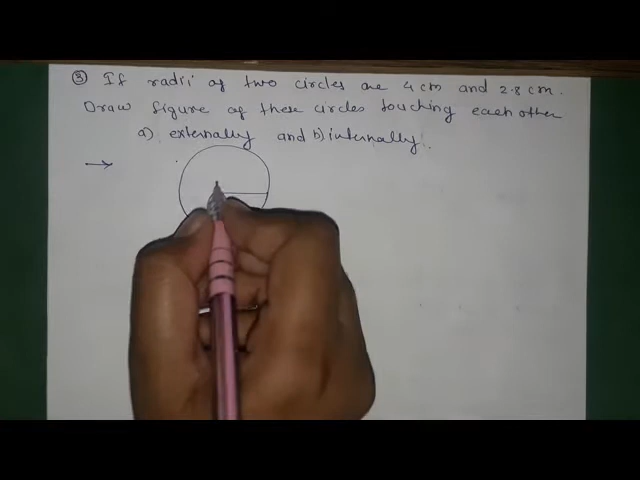 ③ If radii of two circles are 4 cm and 2.8 cm.
Draw figure of these circles touching each other
a) externally and b) internally.